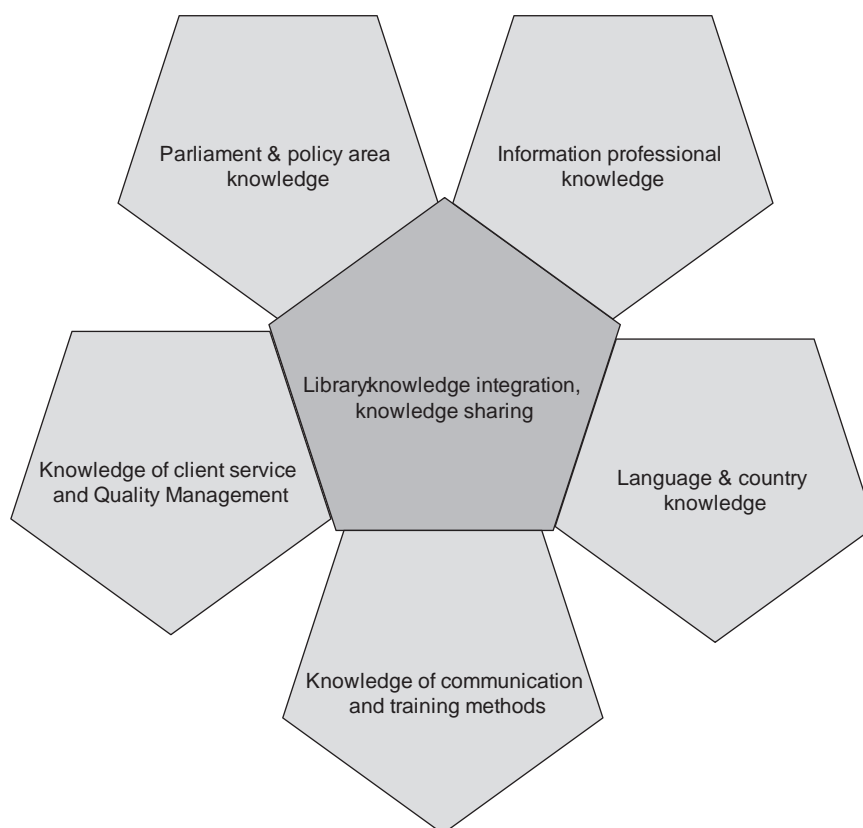 Parliament & policy area
knowledge
Information professional
knowledge
Libraryknowledge integration,
knowledge sharing
Knowledge of client service
and Quality Management
Language & country
knowledge
Knowledge of communication
and training methods